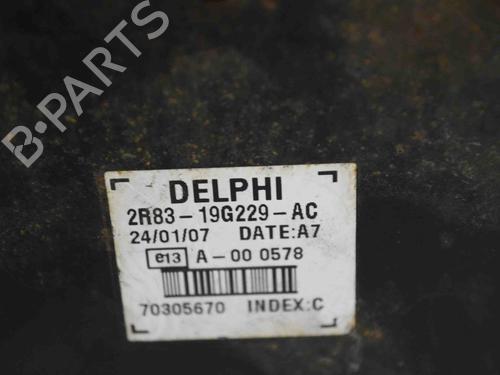 B-PARTS
DELPHI
2R83-19G229-AC
24/01/07 DATE:A7
e13 A-00 0578
70305670 INDEX:C